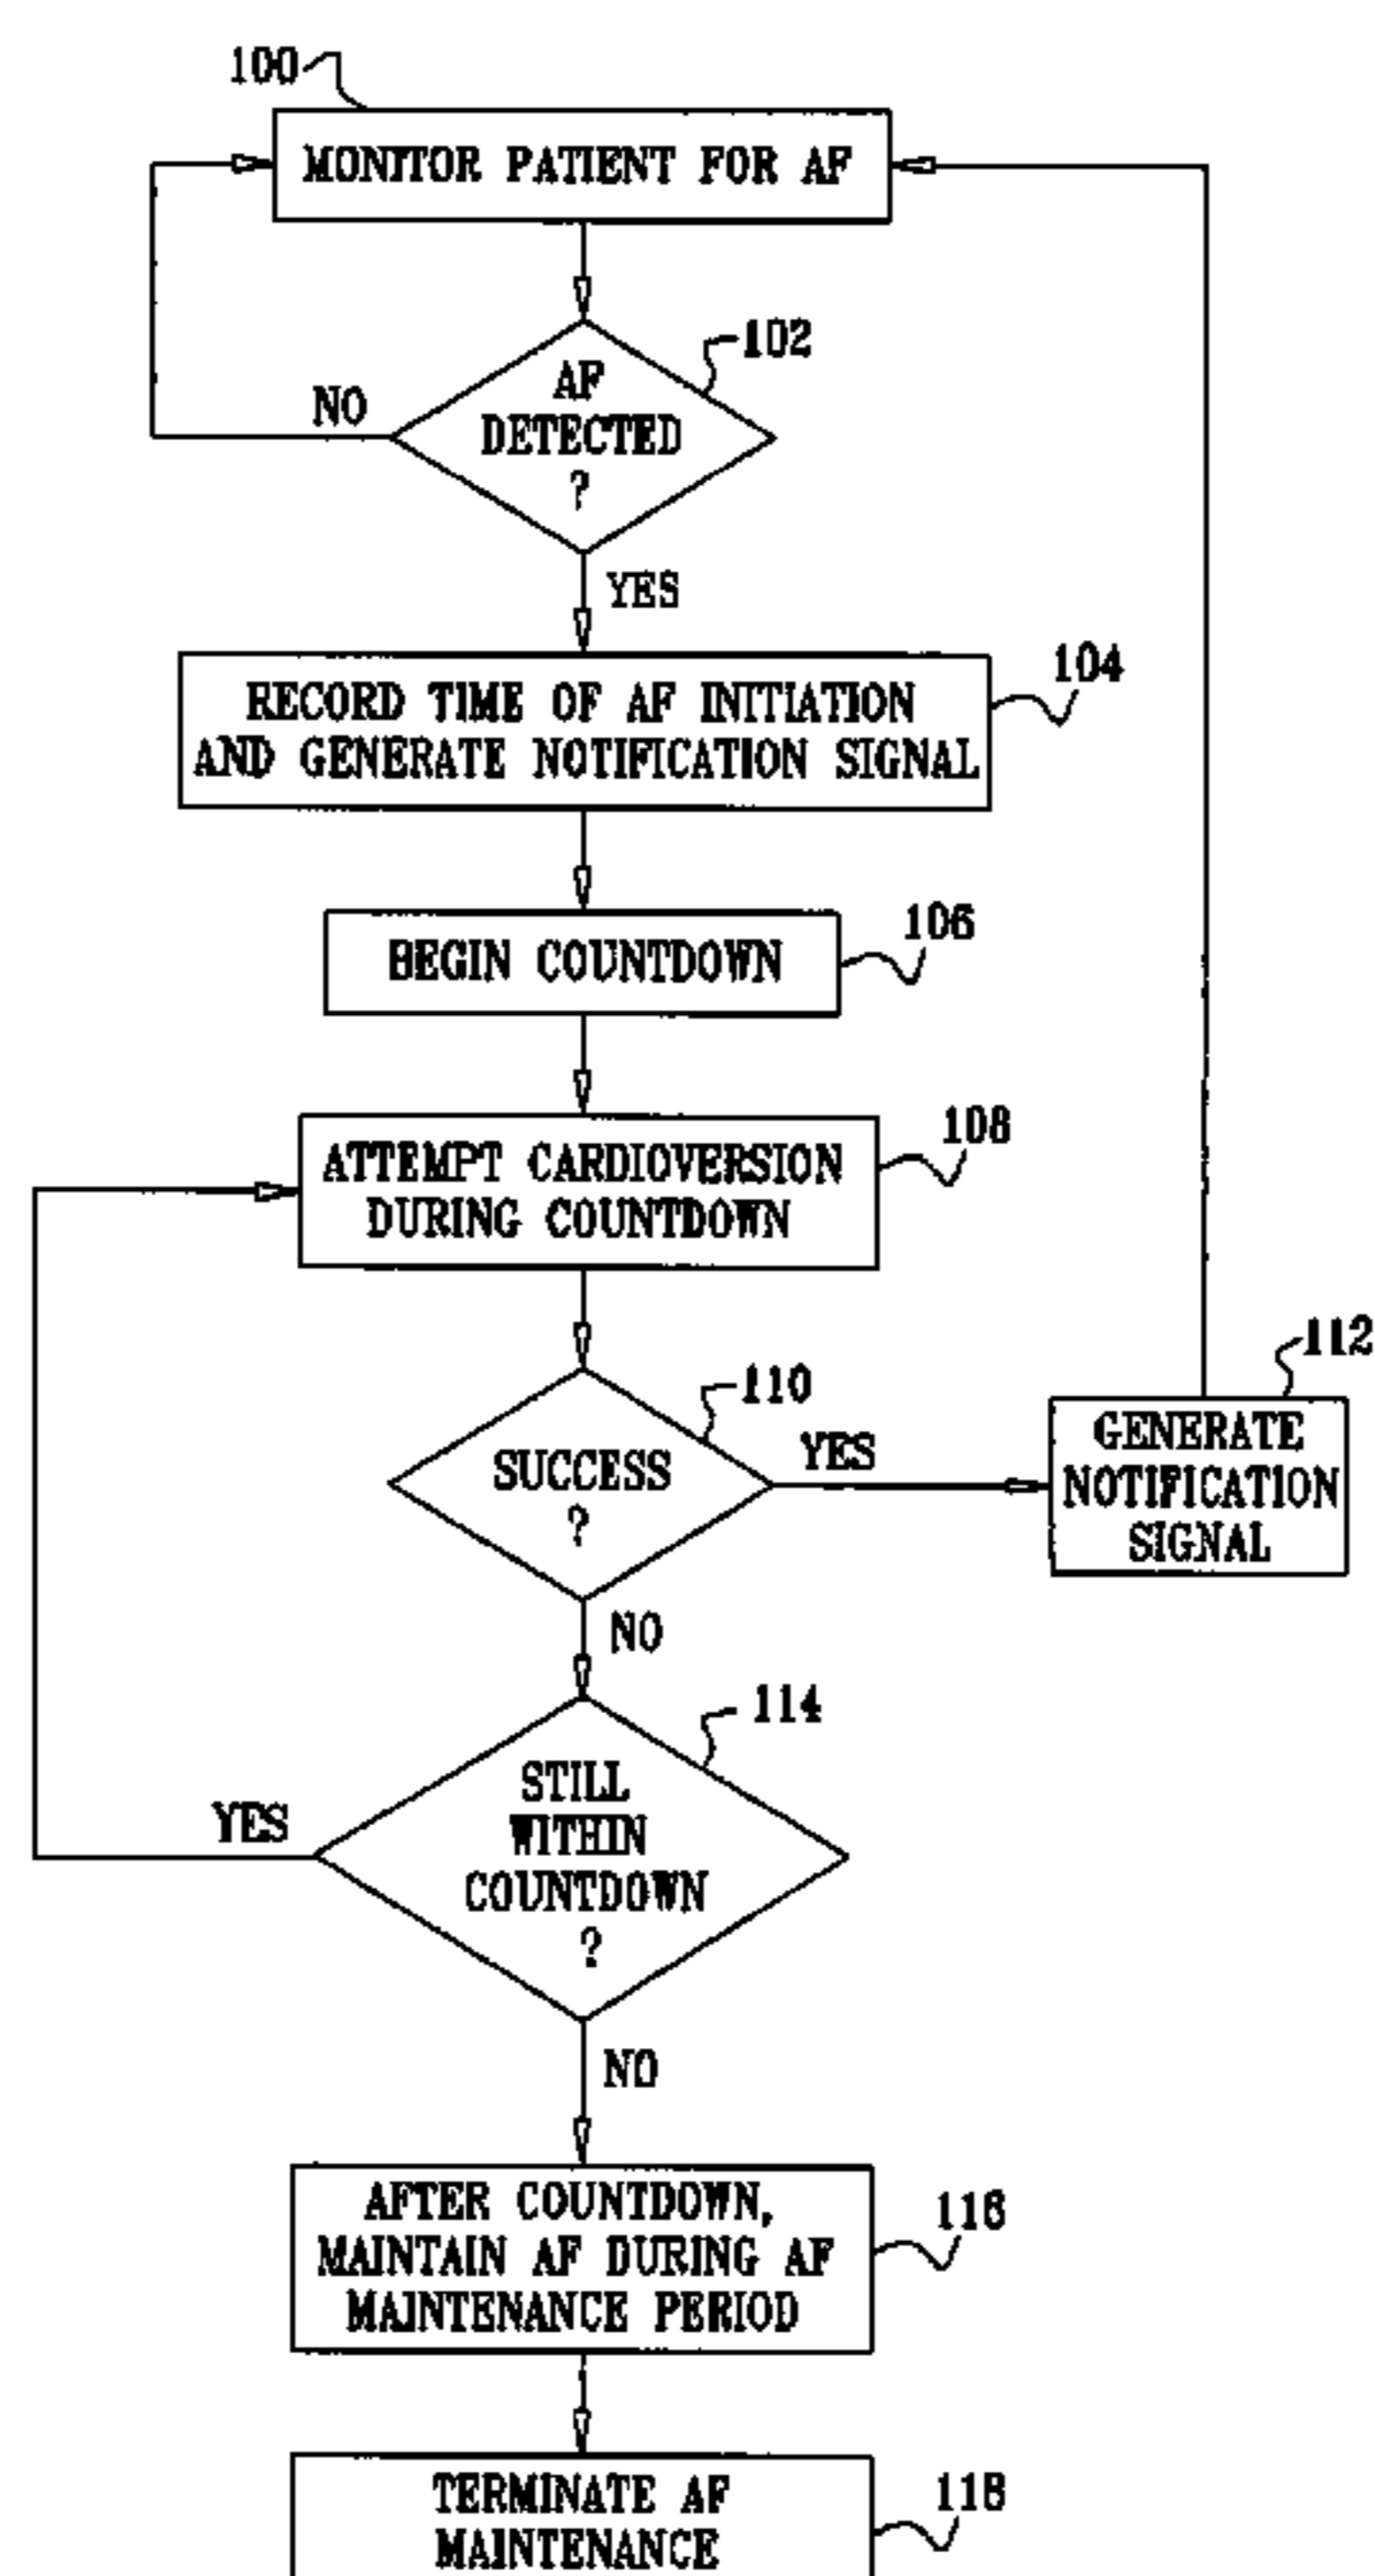 100
MONITOR PATIENT FOR AF
102
AF
DETECTED
?
NO
YES
104
RECORD TIME OF AF INITIATION
AND GENERATE NOTIFICATION SIGNAL
106
BEGIN COUNTDOWN
108
ATTEMPT CARDIOVERSION
DURING COUNTDOWN
110
SUCCESS
?
YES
112
GENERATE
NOTIFICATION
SIGNAL
NO
114
STILL
WITHIN
COUNTDOWN
?
YES
NO
116
AFTER COUNTDOWN,
MAINTAIN AF DURING AF
MAINTENANCE PERIOD
118
TERMINATE AF
MAINTENANCE